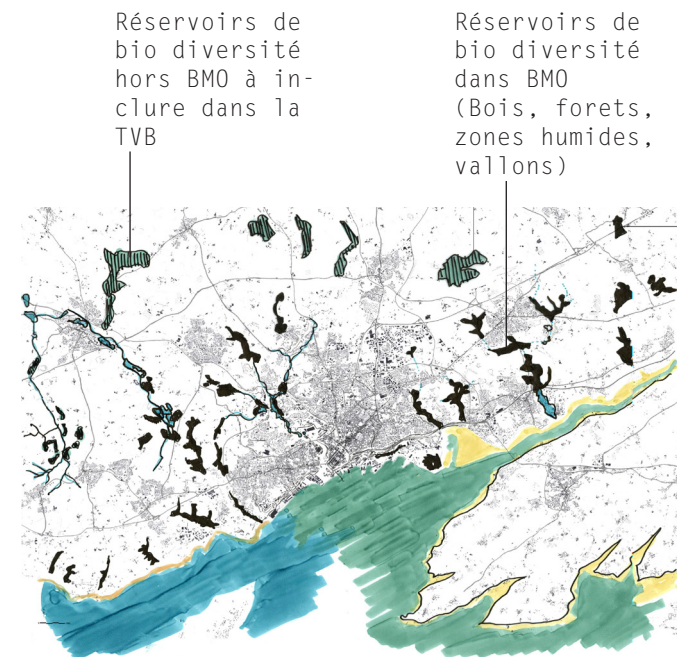 Réservoirs de
bio diversité
hors BMO à in-
clure dans la
TVB
Réservoirs de
bio diversité
dans BMO
(Bois, forets,
zones humides,
vallons)